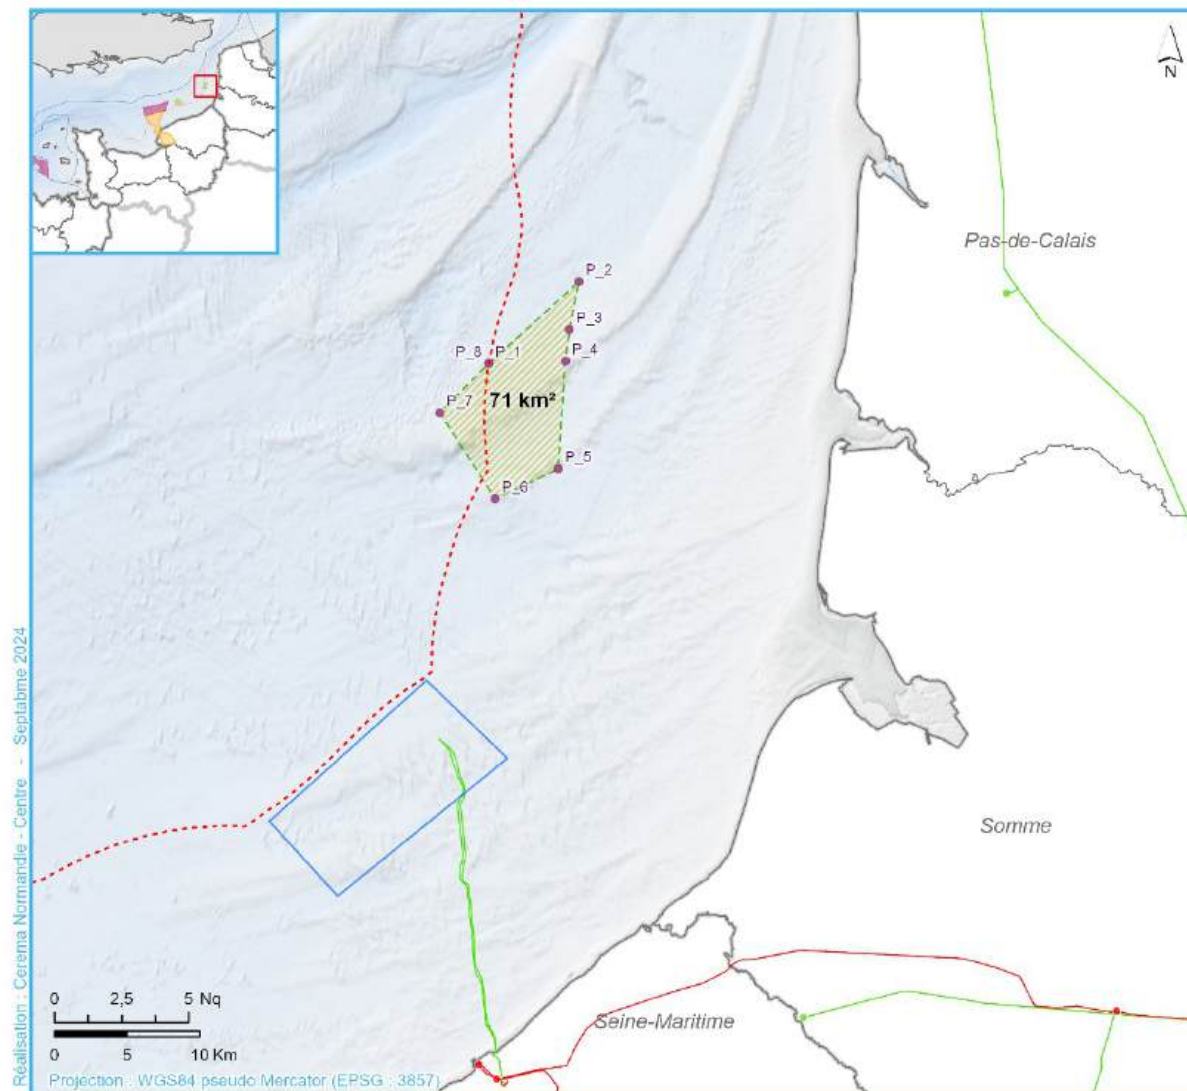 N
Pas-de-Calais
P_2
P_3
P_8
P_1
P_4
71 km²
P_7
P_5
P_6
Somme
Seine-Maritime
0 2,5 5 Nq
0 5 10 Km
Projection : WGS84 pseudo Mercator (EPSG : 3857)
Réalisation : Cerema Normandie - Centre - Septabme 2024